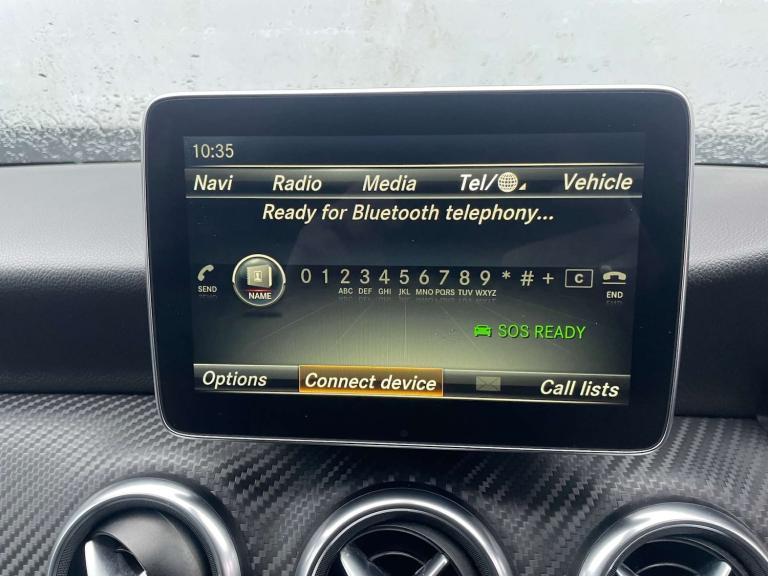 10:35
Navi Radio Media Tel/ Vehicle
Ready for Bluetooth telephony...
0 1 2 3 4 5 6 7 8 9 * # + C
SEND NAME ABC DEF GHI JKL MNO PQRS TUV WXYZ END
SOS READY
Options Connect device Call lists